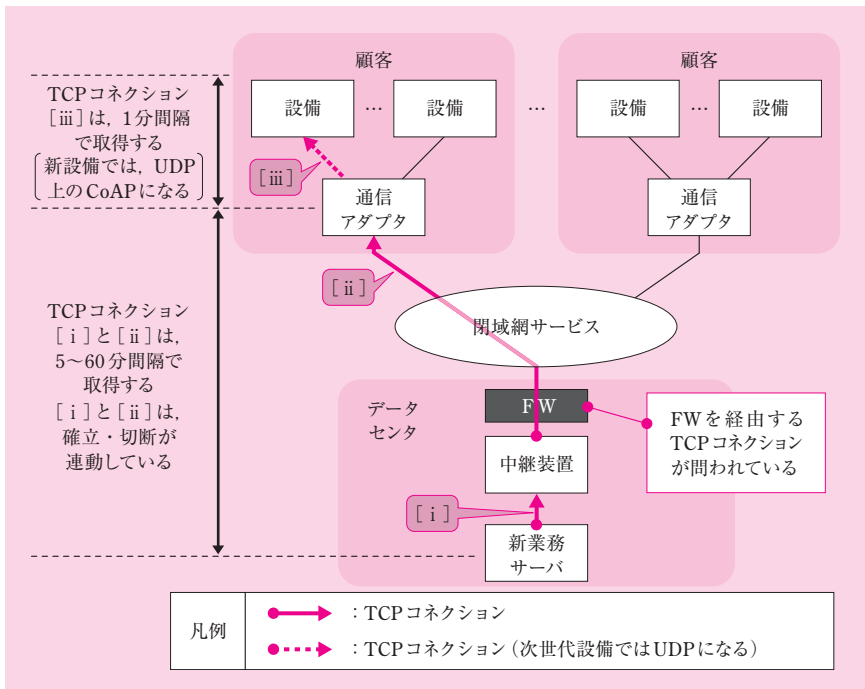 顧客
顧客
設備
…
設備
…
設備
…
設備
TCPコネクション
[ⅲ]は，1分間隔
で取得する
新設備では，UDP
上のCoAPになる
[ⅲ]
通信
アダプタ
通信
アダプタ
[ⅱ]
閉域網サービス
TCPコネクション
[ⅰ]と[ⅱ]は，
5～60分間隔で
取得する
[ⅰ]と[ⅱ]は，
確立・切断が
連動している
データ
センタ
FW
FWを経由する
TCPコネクション
が問われている
中継装置
[ⅰ]
新業務
サーバ
凡例
：TCPコネクション
：TCPコネクション（次世代設備ではUDPになる）